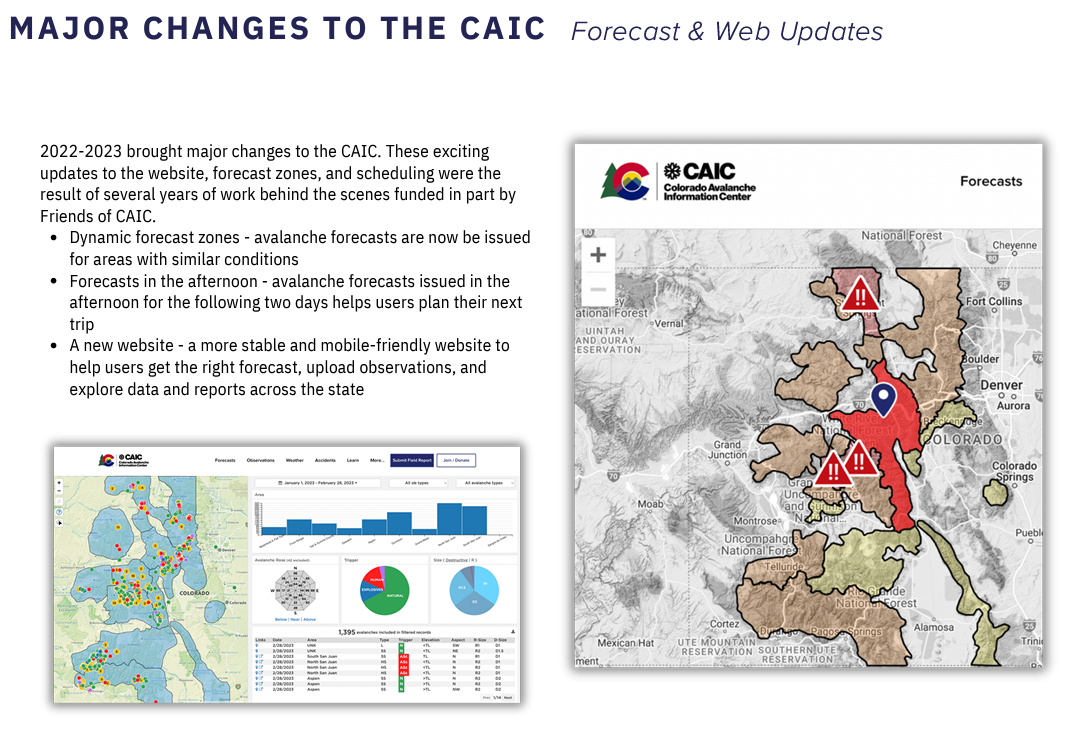 MAJOR CHANGES TO THE CAIC Forecast & Web Updates
2022-2023 brought major changes to the CAIC. These exciting
updates to the website, forecast zones, and scheduling were the
result of several years of work behind the scenes funded in part by
Friends of CAIC.
• Dynamic forecast zones - avalanche forecasts are now be issued
for areas with similar conditions
• Forecasts in the afternoon - avalanche forecasts issued in the
afternoon for the following two days helps users plan their next
trip
• A new website - a more stable and mobile-friendly website to
help users get the right forecast, upload observations, and
explore data and reports across the state
CAIC
Colorado Avalanche
Information Center
Forecasts Observations Weather Accidents Learn More... Submit Field Report Join / Donate
January 1, 2023 - February 28, 2023
All ob types
All avalanche types
Area
COLORADO
Denver
Colorado
Avalanche Rose
Trigger
Size ( Destructive | R )
HUMAN
EXPLOSIVE
NATURAL
Below | Near | Above
1,395 avalanches included in filtered records
Links Date Area Type Trigger Elevation Aspect R-Size D-Size
2/28/2023 UNK L N <TL SW R1 D1
2/28/2023 UNK SS N <TL NE R2 D1.5
2/28/2023 South San Juan SS ASc TL N R1 D1
2/28/2023 North San Juan HS ASc <TL N R2 D1
2/28/2023 North San Juan HS ASc <TL N R2 D1
2/28/2023 North San Juan HS ASc <TL N R2 D1
2/28/2023 Aspen SS N >TL N R2 D2
2/28/2023 Aspen SS N >TL N R2 D2
2/28/2023 Aspen SS N >TL NW R2 D2
Prev 1/14 Next
CAIC
Colorado Avalanche
Information Center
Forecasts
+
−
80
National Forest
Cheyenne
80
25
Fort Collins
ational Forest
Vernal
UINTAH
AND OURAY
RESERVATION
Boulder
76
Denver
Aurora
70
Breckenridge
COLORADO
Grand
Junction
70
Colorado
Springs
25
Moab
Montrose
Gunnison
National...
Uncompahgre
National Forest
Pueblo
Telluride
Rio Grande
National Forest
Cortez
Durango
Pagosa Springs
Alamosa
Mexican Hat
UTE MOUNTAIN
RESERVATION
SOUTHERN UTE
RESERVATION
Trini
ment